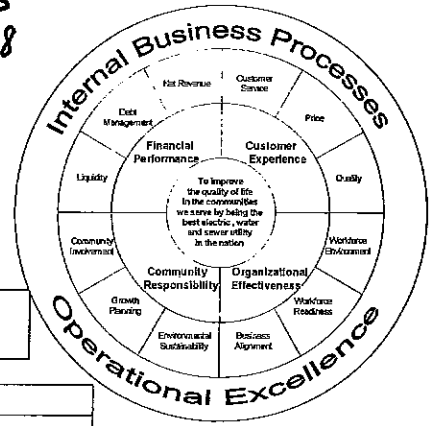 Internal Business Processes
Net Revenue
Customer
Service
Debt
Management
Price
Financial
Performance
Customer
Experience
Liquidity
Quality
To improve
the quality of life
in the communities
we serve by being the
best electric, water
and sewer utility
in the nation
Community
Involvement
Workforce
Environment
Community
Responsibility
Organizational
Effectiveness
Growth
Planning
Workforce
Readiness
Environmental
Sustainability
Business
Alignment
Operational Excellence